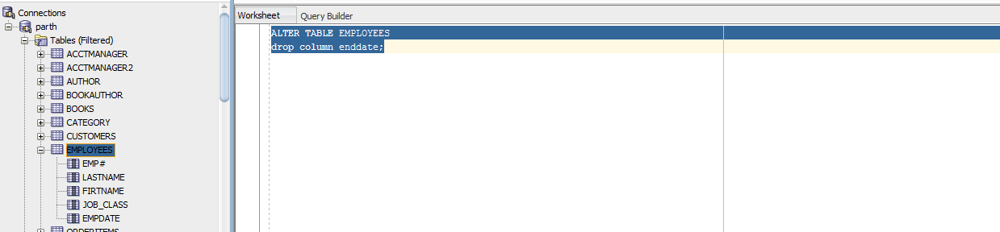 Connections
parth
Tables (Filtered)
ACCTMANAGER
ACCTMANAGER2
AUTHOR
BOOKAUTHOR
BOOKS
CATEGORY
CUSTOMERS
EMPLOYEES
EMP#
LASTNAME
FIRTNAME
JOB_CLASS
EMPDATE
ORDERITEMS
Worksheet Query Builder
ALTER TABLE EMPLOYEES
drop column enddate;